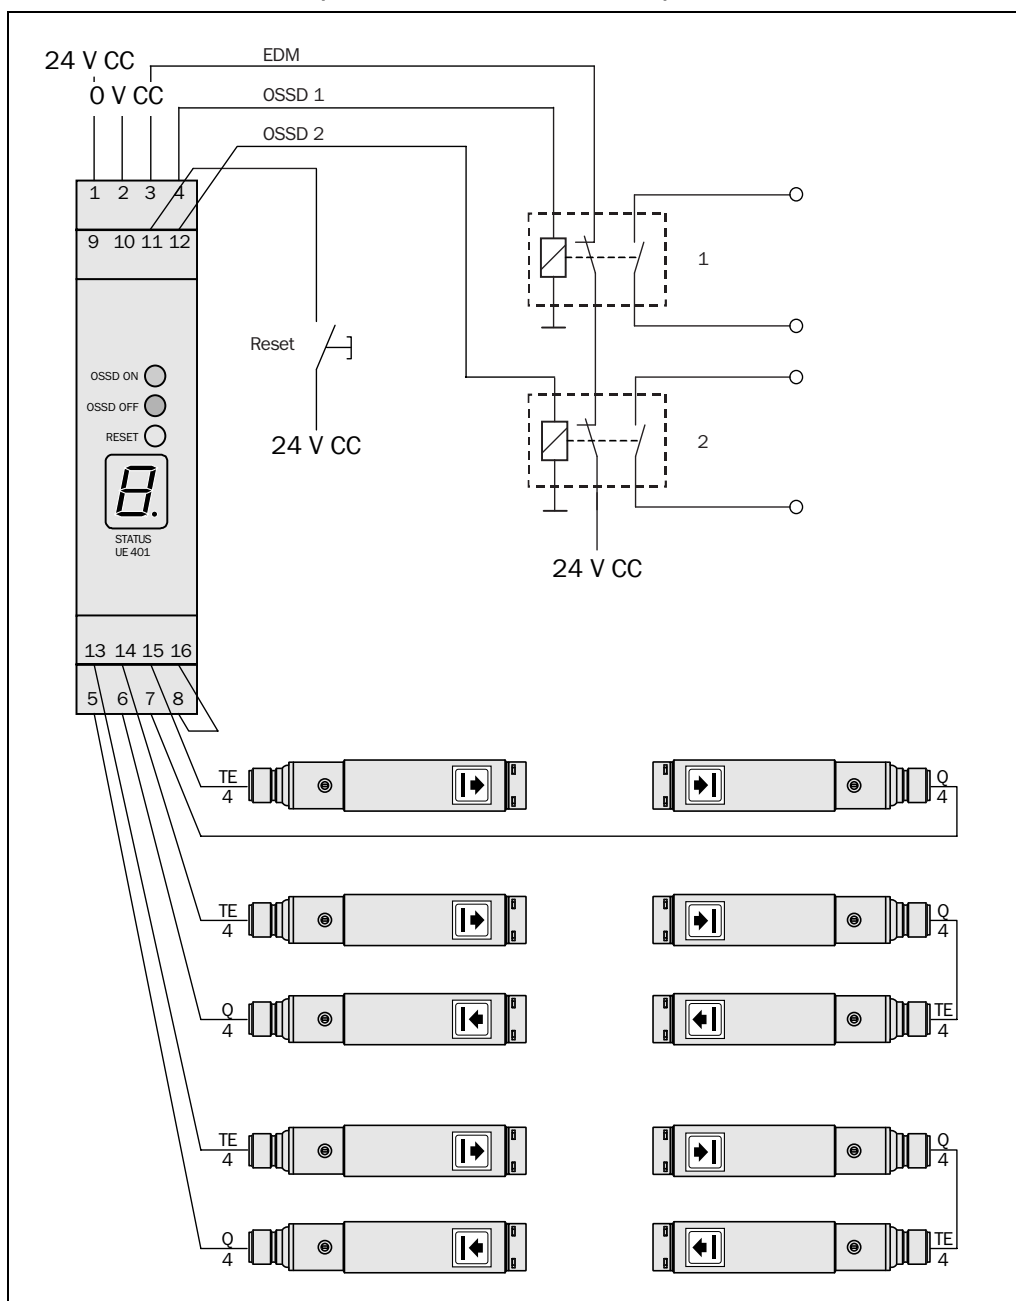 24 V CC
EDM
0 V CC
OSSD 1
OSSD 2
1 2 3 4
9 10 11 12
1
Reset
OSSD ON
OSSD OFF
RESET
24 V CC
2
8.
STATUS
UE 401
24 V CC
13 14 15 16
5 6 7 8
TE
4
Q
4
TE
4
Q
4
Q
4
TE
4
TE
4
Q
4
Q
4
TE
4